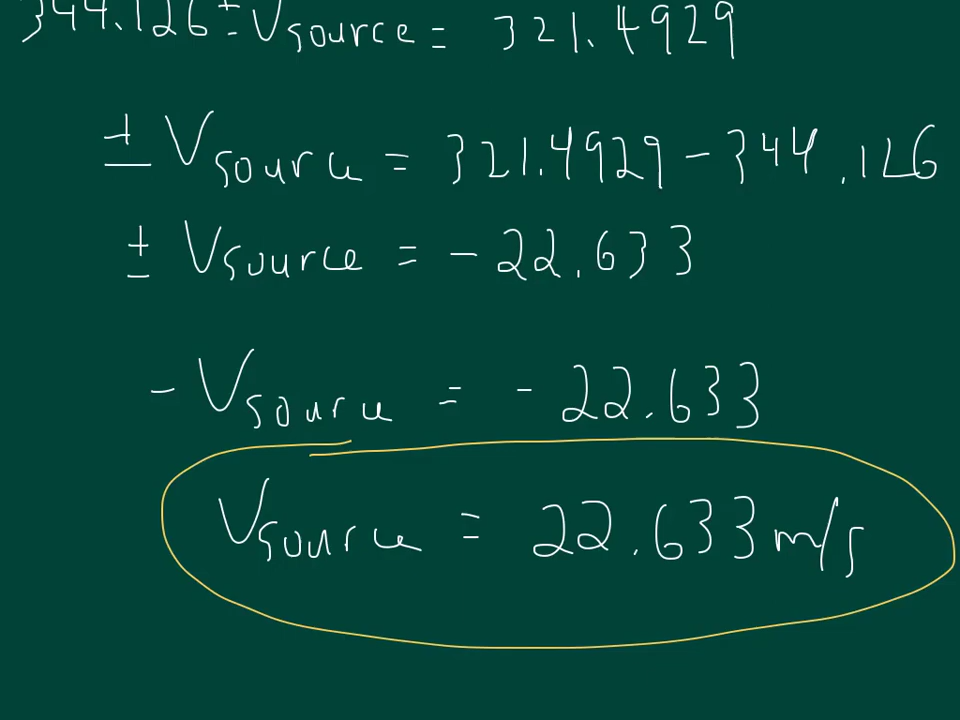 344.126 ± Vsource = 321.4929
± Vsource = 321.4929 - 344.126
± Vsource = - 22.633
- Vsource = - 22.633
Vsource = 22.633 m/s